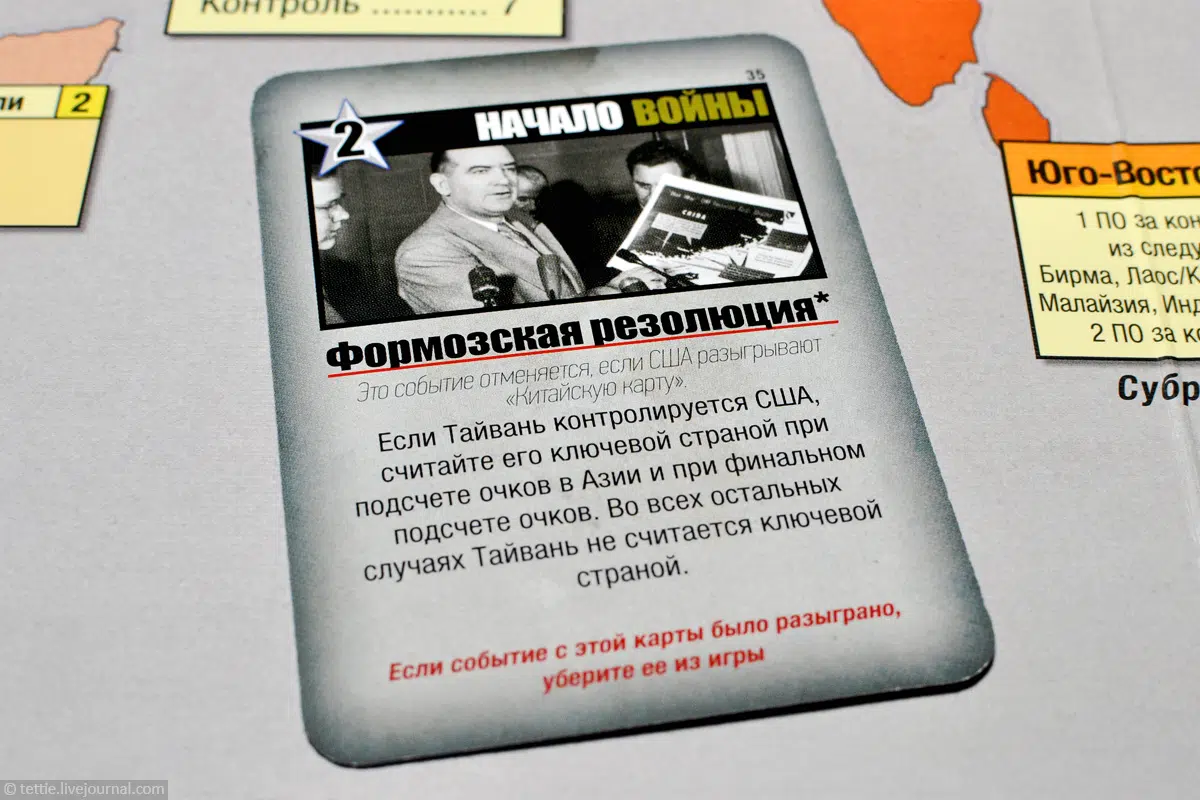 Контроль ........... 7
2
35
2
НАЧАЛО ВОЙНЫ
CHINA
Формозская резолюция*
Это событие отменяется, если США разыгрывают
«Китайскую карту».
Если Тайвань контролируется США,
считайте его ключевой страной при
подсчете очков в Азии и при финальном
подсчете очков. Во всех остальных
случаях Тайвань не считается ключевой
страной.
Если событие с этой карты было разыграно,
уберите ее из игры
Юго-Восто
1 ПО за кон
из следу
Бирма, Лаос/К
Малайзия, Инд
2 ПО за ко
Субр
© tettie.livejournal.com